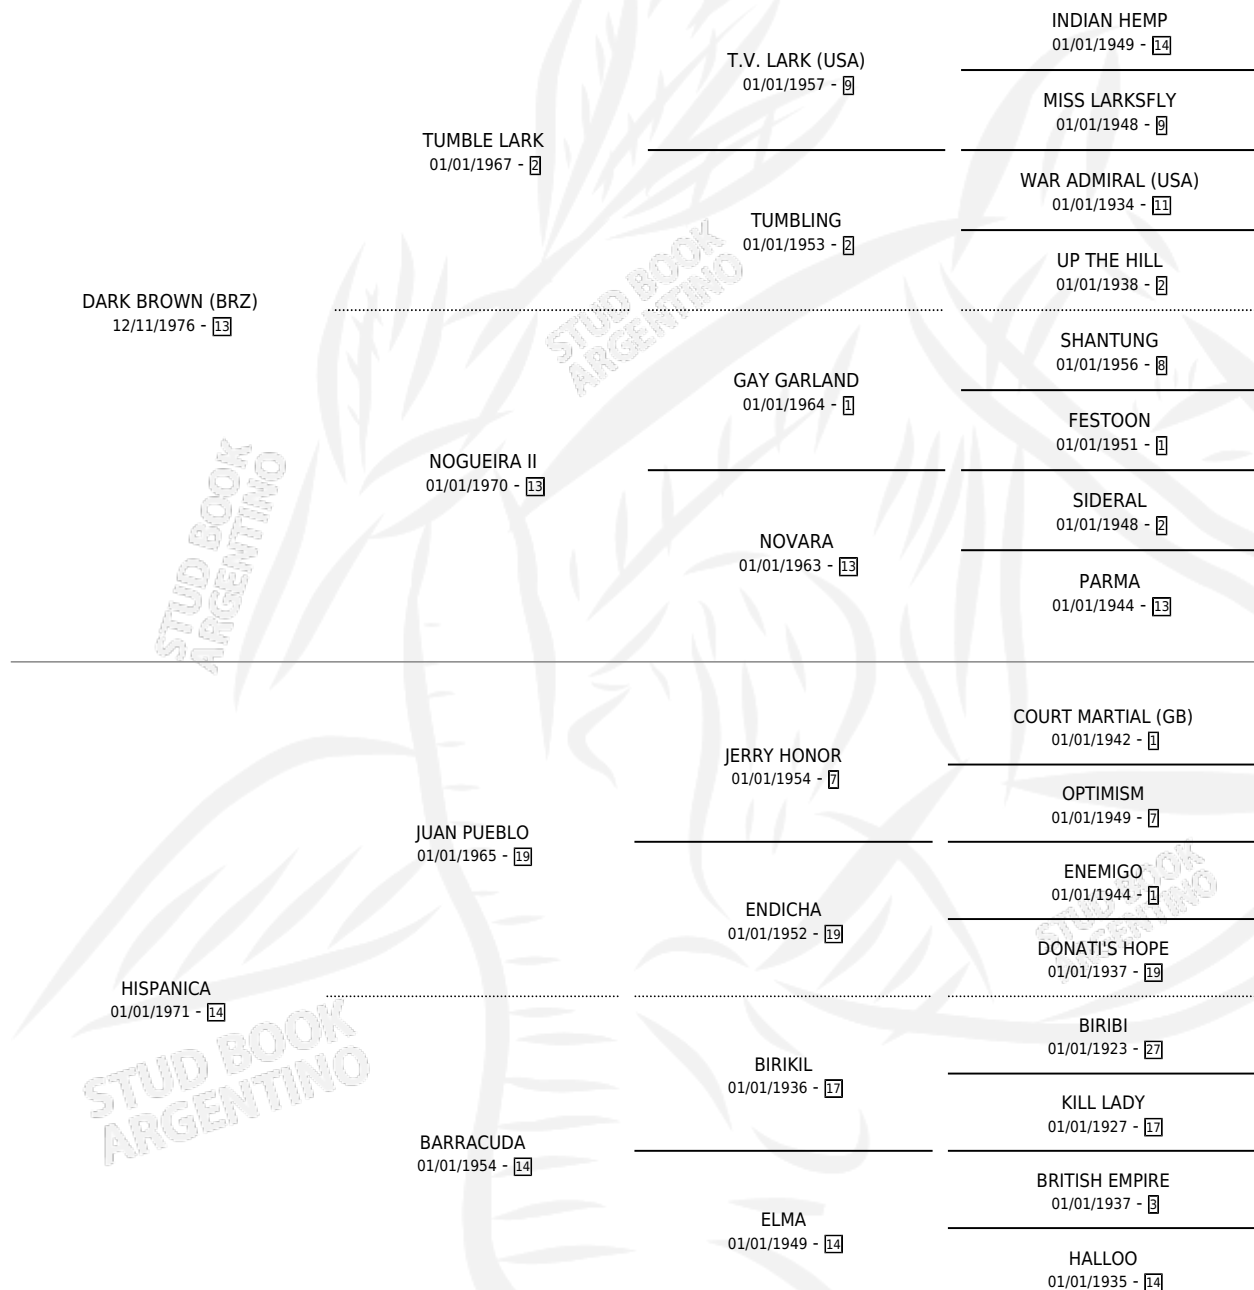 INDIAN HEMP
01/01/1949 - 14
T.V. LARK (USA)
01/01/1957 - 9
MISS LARKSFLY
01/01/1948 - 9
TUMBLE LARK
01/01/1967 - 2
WAR ADMIRAL (USA)
01/01/1934 - 11
TUMBLING
01/01/1953 - 2
UP THE HILL
01/01/1938 - 2
DARK BROWN (BRZ)
12/11/1976 - 13
STUD BOOK
ARGENTINO
SHANTUNG
01/01/1956 - 8
GAY GARLAND
01/01/1964 - 1
FESTOON
01/01/1951 - 1
NOGUEIRA II
01/01/1970 - 13
SIDERAL
01/01/1948 - 2
NOVARA
01/01/1963 - 13
PARMA
01/01/1944 - 13
STUD BOOK
ARGENTINO
COURT MARTIAL (GB)
01/01/1942 - 1
JERRY HONOR
01/01/1954 - 7
OPTIMISM
01/01/1949 - 7
JUAN PUEBLO
01/01/1965 - 19
ENEMIGO
01/01/1944 - 1
ENDICHA
01/01/1952 - 19
DONATI'S HOPE
01/01/1937 - 19
STUD BOOK
ARGENTINO
HISPANICA
01/01/1971 - 14
BIRIBI
01/01/1923 - 27
BIRIKIL
01/01/1936 - 17
KILL LADY
01/01/1927 - 17
STUD BOOK
ARGENTINO
BARRACUDA
01/01/1954 - 14
BRITISH EMPIRE
01/01/1937 - 3
ELMA
01/01/1949 - 14
HALLOO
01/01/1935 - 14